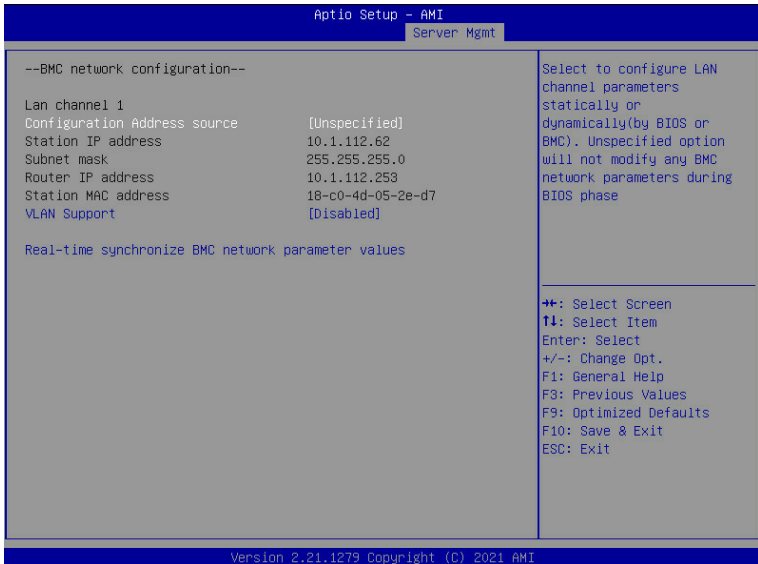 Aptio Setup – AMI
Server Mgmt
--BMC network configuration--
Lan channel 1
Configuration Address source [Unspecified]
Station IP address 10.1.112.62
Subnet mask 255.255.255.0
Router IP address 10.1.112.253
Station MAC address 18-c0-4d-05-2e-d7
VLAN Support [Disabled]
Real-time synchronize BMC network parameter values
Select to configure LAN
channel parameters
statically or
dynamically(by BIOS or
BMC). Unspecified option
will not modify any BMC
network parameters during
BIOS phase
→←: Select Screen
↑↓: Select Item
Enter: Select
+/-: Change Opt.
F1: General Help
F3: Previous Values
F9: Optimized Defaults
F10: Save & Exit
ESC: Exit
Version 2.21.1279 Copyright (C) 2021 AMI